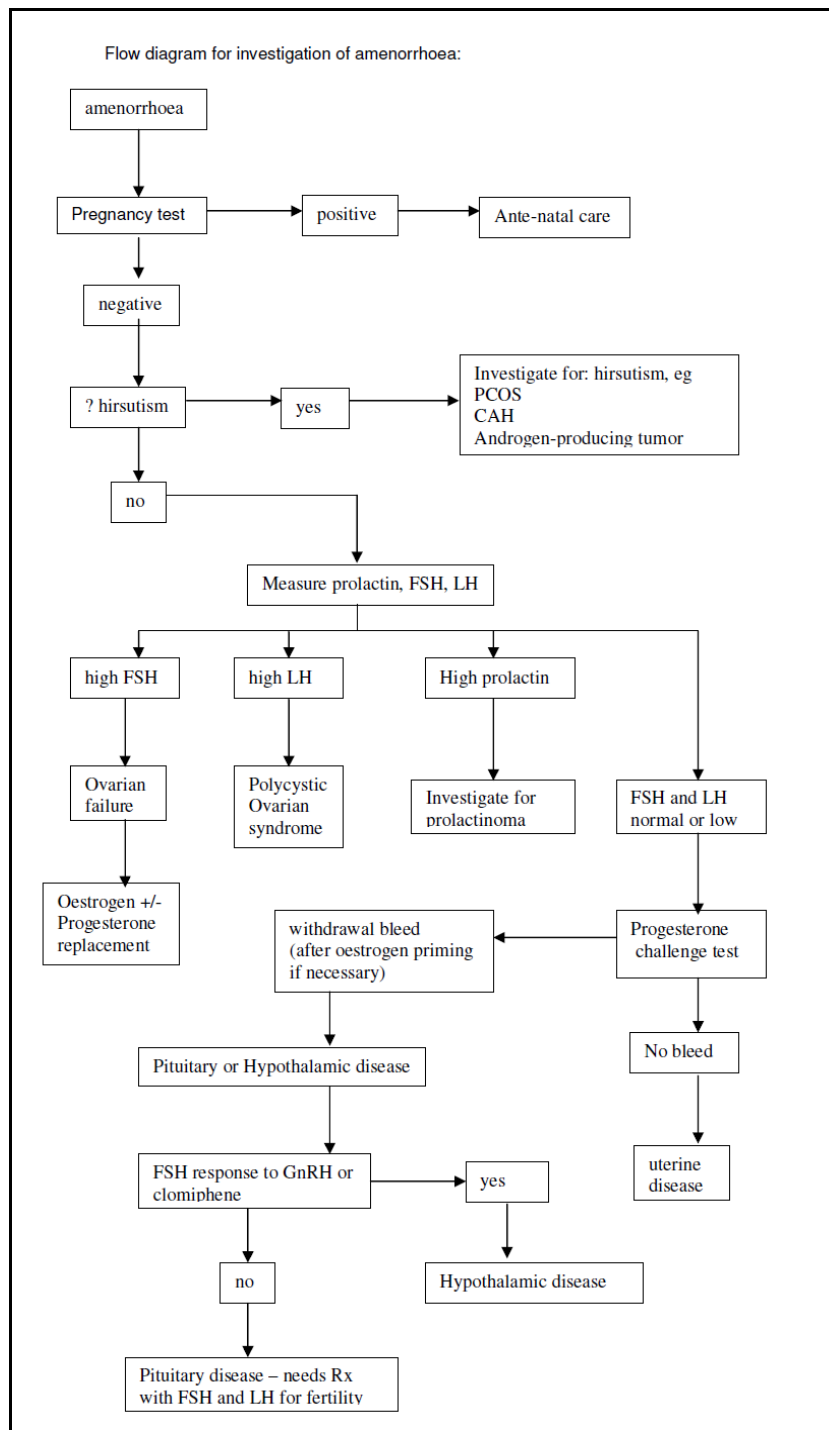 Flow diagram for investigation of amenorrhoea:
amenorrhoea
Pregnancy test
positive
Ante-natal care
negative
? hirsutism
yes
Investigate for: hirsutism, eg
PCOS
CAH
Androgen-producing tumor
no
Measure prolactin, FSH, LH
high FSH
high LH
High prolactin
Ovarian
failure
Polycystic
Ovarian
syndrome
Investigate for
prolactinoma
FSH and LH
normal or low
Oestrogen +/-
Progesterone
replacement
withdrawal bleed
(after oestrogen priming
if necessary)
Progesterone
challenge test
No bleed
Pituitary or Hypothalamic disease
uterine
disease
FSH response to GnRH or
clomiphene
yes
no
Hypothalamic disease
Pituitary disease – needs Rx
with FSH and LH for fertility